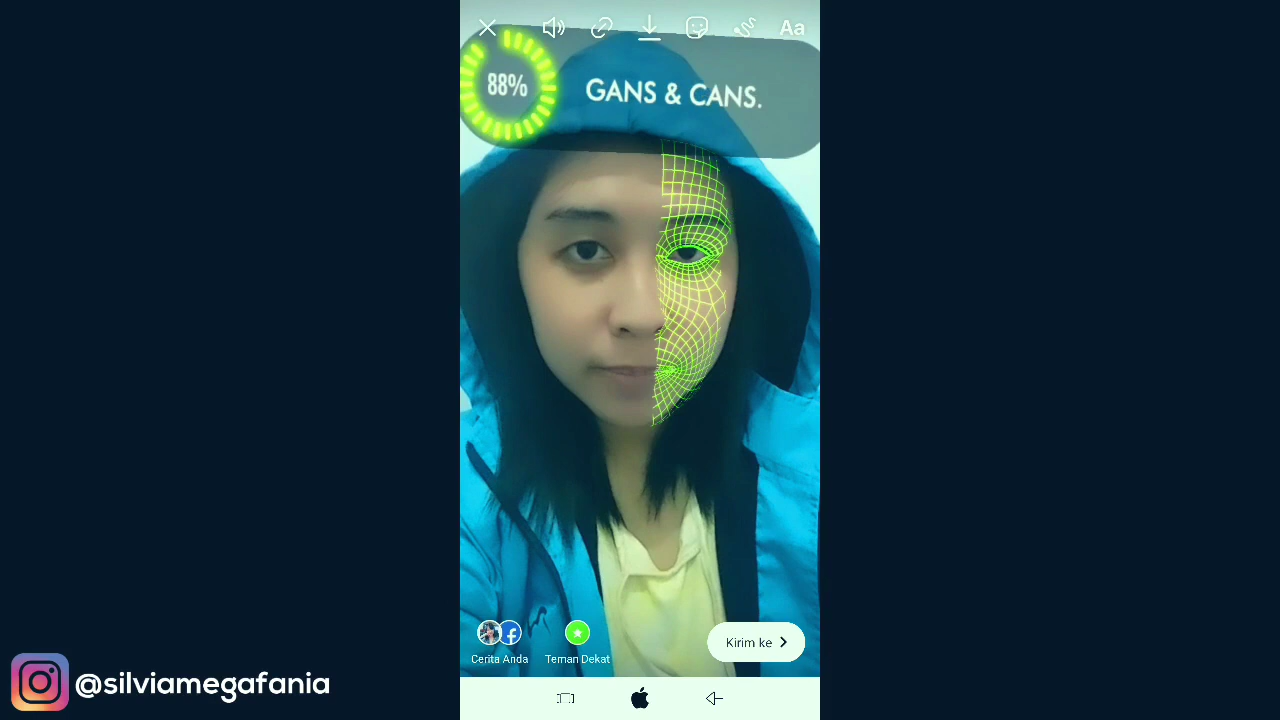 Aa
88%
GANS & CANS.
Cerita Anda
Teman Dekat
Kirim ke
@silviamegafania